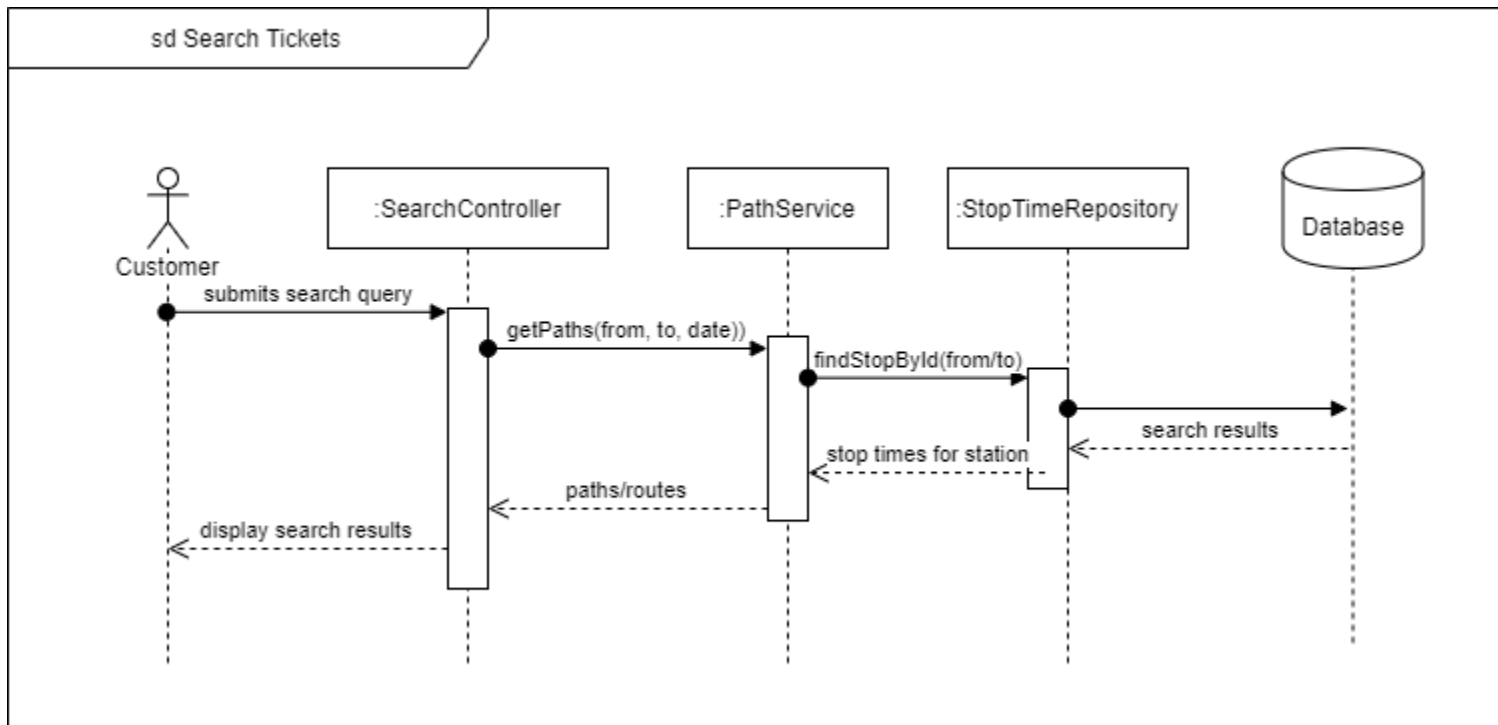 sd Search Tickets
Customer
:SearchController
:PathService
:StopTimeRepository
Database
submits search query
getPaths(from, to, date))
findStopById(from/to)
search results
stop times for station
paths/routes
display search results